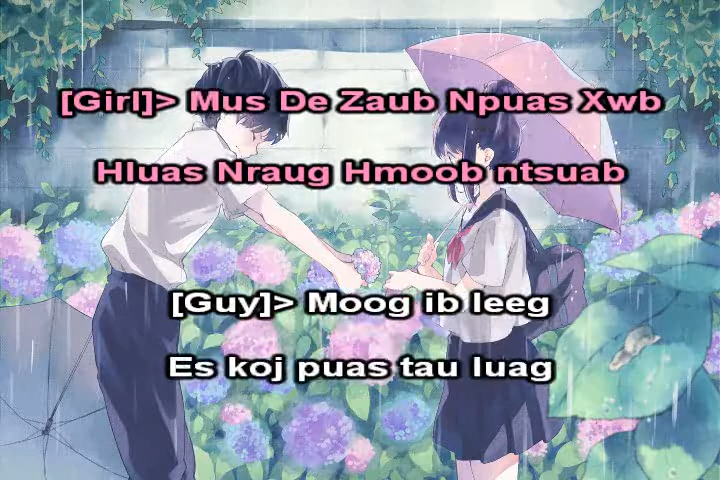 [Girl]> Mus De Zaub Npuas Xwb
Hluas Nraug Hmoob ntsuab
[Guy]> Moog ib leeg
Es koj puas tau luag